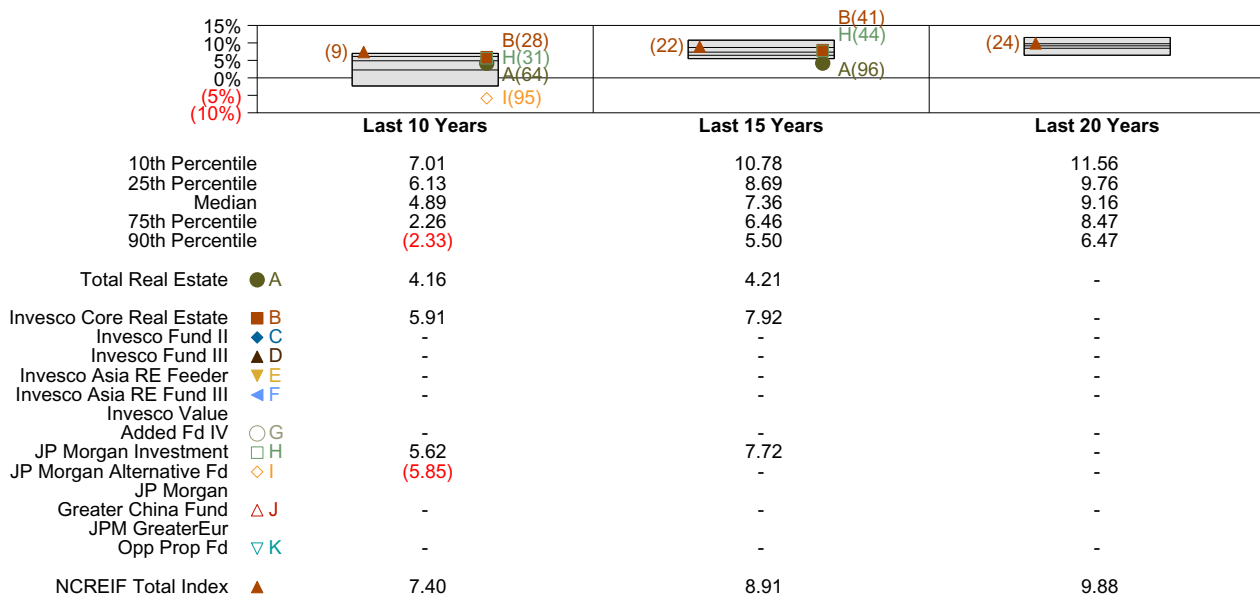 15%
10%
5%
0%
(5%)
(10%)
(9)
B(28)
H(31)
A(64)
I(95)
(22)
B(41)
H(44)
A(96)
(24)
Last 10 Years Last 15 Years Last 20 Years
10th Percentile 7.01 10.78 11.56
25th Percentile 6.13 8.69 9.76
Median 4.89 7.36 9.16
75th Percentile 2.26 6.46 8.47
90th Percentile (2.33) 5.50 6.47
Total Real Estate A 4.16 4.21 -
Invesco Core Real Estate B 5.91 7.92 -
Invesco Fund II C - - -
Invesco Fund III D - - -
Invesco Asia RE Feeder E - - -
Invesco Asia RE Fund III F - - -
Invesco Value
Added Fd IV G - - -
JP Morgan Investment H 5.62 7.72 -
JP Morgan Alternative Fd I (5.85) - -
JP Morgan
Greater China Fund J - - -
JPM GreaterEur
Opp Prop Fd K - - -
NCREIF Total Index 7.40 8.91 9.88